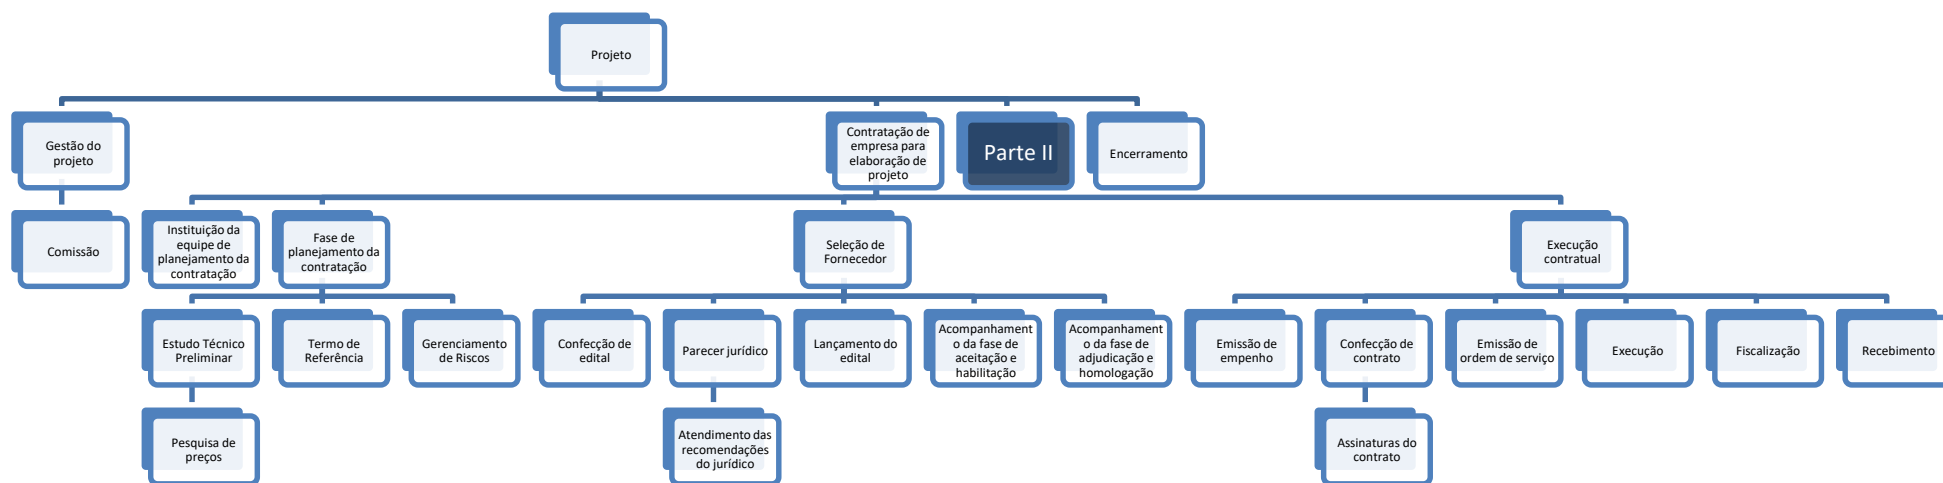 Projeto
Gestão do
projeto
Contratação de
empresa para
elaboração de
projeto
Parte II
Encerramento
Comissão
Instituição da
equipe de
planejamento da
contratação
Fase de
planejamento da
contratação
Seleção de
Fornecedor
Execução
contratual
Estudo Técnico
Preliminar
Termo de
Referência
Gerenciamento
de Riscos
Confecção de
edital
Parecer jurídico
Lançamento do
edital
Acompanhament
o da fase de
aceitação e
habilitação
Acompanhament
o da fase de
adjudicação e
homologação
Emissão de
empenho
Confecção de
contrato
Emissão de
ordem de serviço
Execução
Fiscalização
Recebimento
Pesquisa de
preços
Atendimento das
recomendações
do jurídico
Assinaturas do
contrato